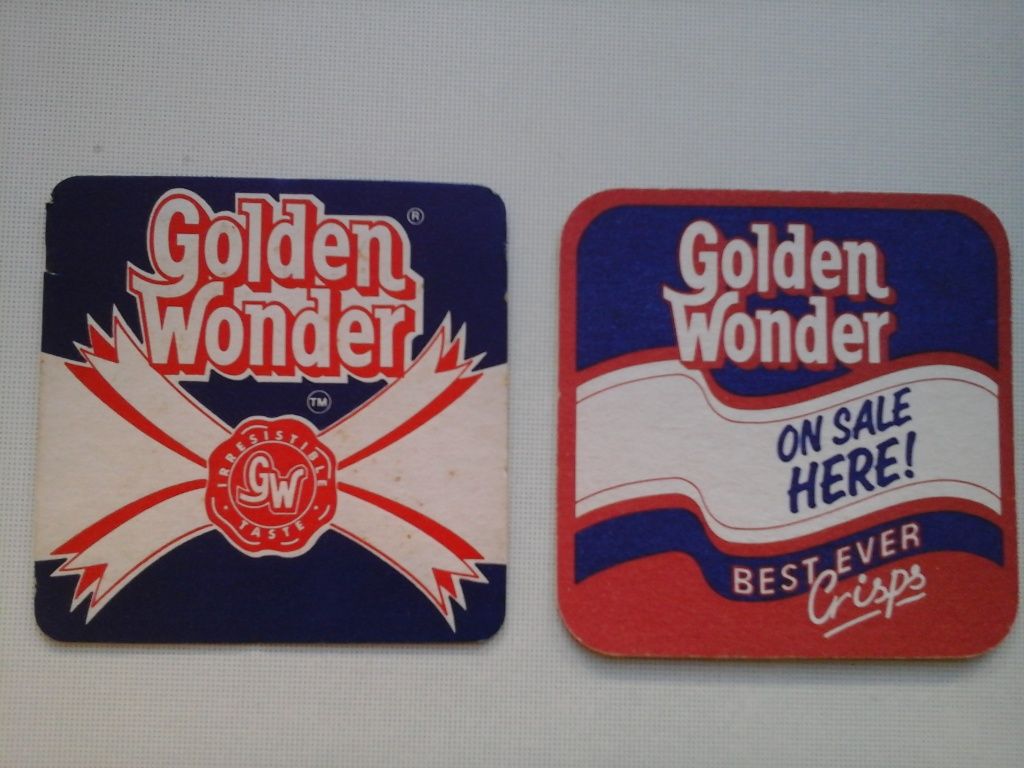 Golden ®
Wonder
TM
IRRESISTIBLE
GW
TASTE
Golden
Wonder
ON SALE
HERE!
BEST EVER
Crisps